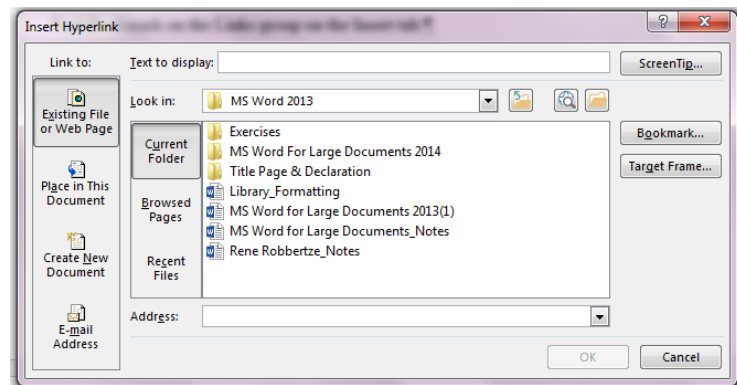 Insert Hyperlink
?
Link to:
Text to display:
ScreenTip...
Existing File
or Web Page
Look in:
MS Word 2013
Current
Folder
Exercises
MS Word For Large Documents 2014
Title Page & Declaration
Library_Formatting
MS Word for Large Documents 2013(1)
MS Word for Large Documents_Notes
Rene Robbertze_Notes
Bookmark...
Target Frame...
Place in This
Document
Browsed
Pages
Create New
Document
Recent
Files
E-mail
Address
Address:
OK
Cancel